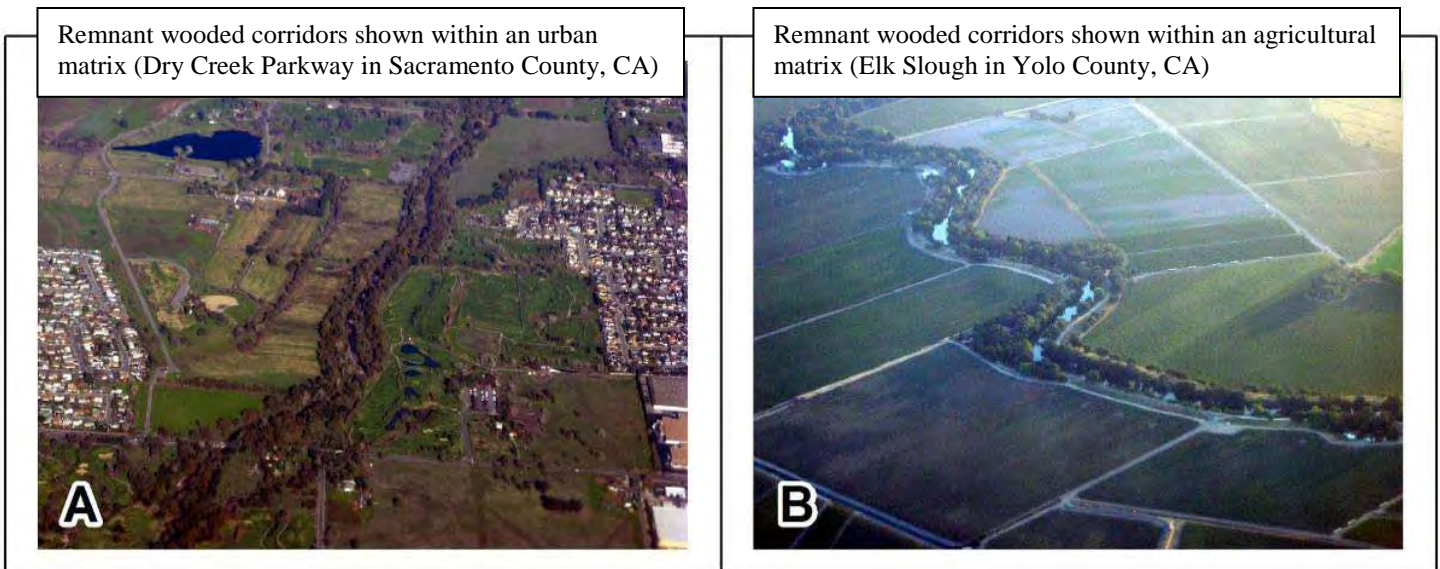 Remnant wooded corridors shown within an urban
matrix (Dry Creek Parkway in Sacramento County, CA)
Remnant wooded corridors shown within an agricultural
matrix (Elk Slough in Yolo County, CA)
A
B